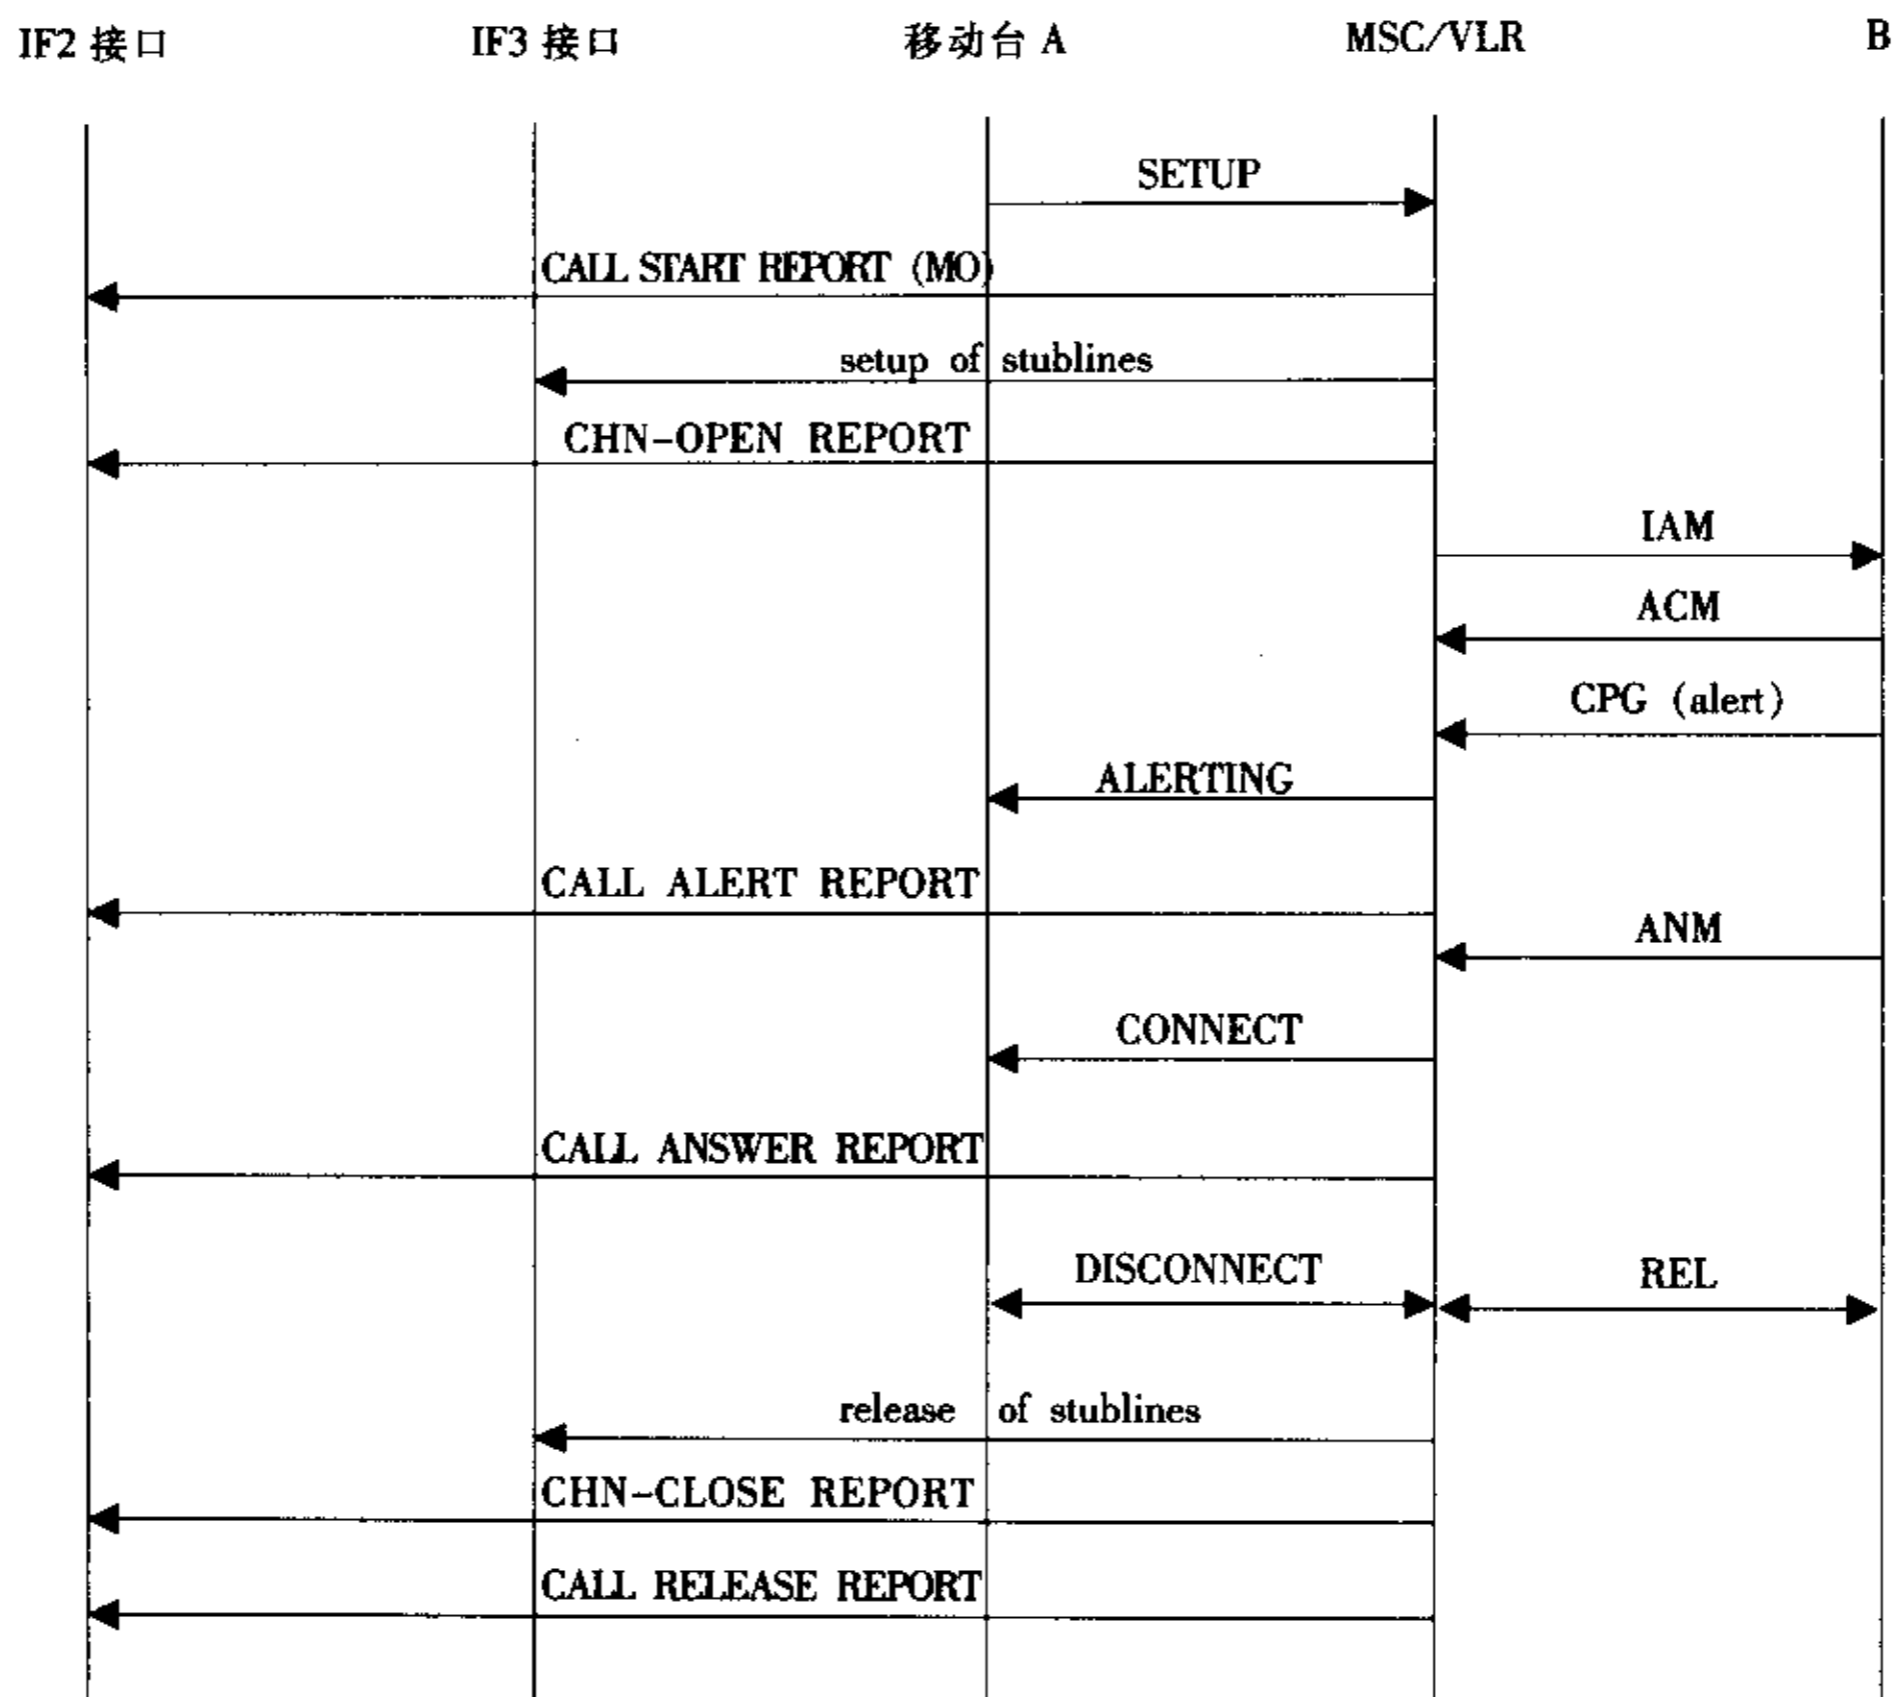 IF2 接口 IF3 接口 移动台 A MSC/VLR B
SETUP
CALL START REPORT (MO)
setup of stublines
CHN-OPEN REPORT
IAM
ACM
CPG (alert)
ALERTING
CALL ALERT REPORT
ANM
CONNECT
CALL ANSWER REPORT
DISCONNECT REL
release of stublines
CHN-CLOSE REPORT
CALL RELEASE REPORT